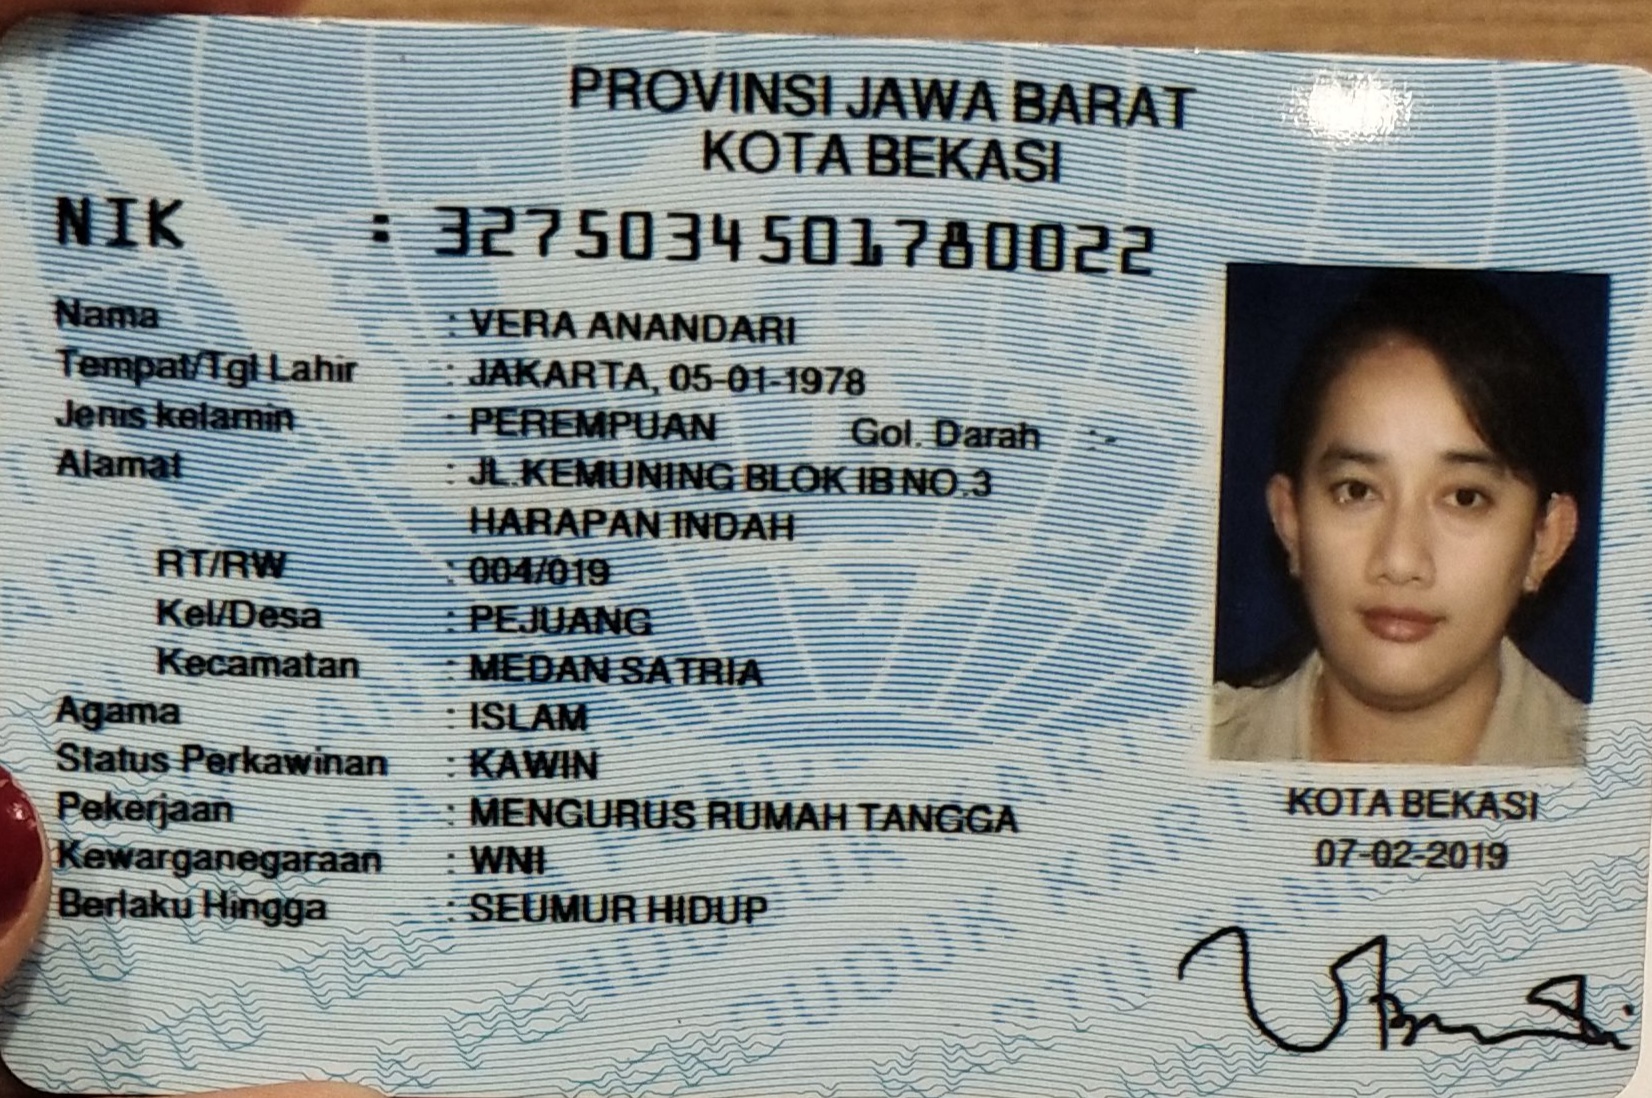 PROVINSI JAWA BARAT
KOTA BEKASI
NIK : 3275034501780022
Nama : VERA ANANDARI
Tempat/Tgl Lahir : JAKARTA, 05-01-1978
Jenis kelamin : PEREMPUAN Gol. Darah :-
Alamat : JL.KEMUNING BLOK IB NO.3
HARAPAN INDAH
RT/RW : 004/019
Kel/Desa : PEJUANG
Kecamatan : MEDAN SATRIA
Agama : ISLAM
Status Perkawinan : KAWIN
Pekerjaan : MENGURUS RUMAH TANGGA
Kewarganegaraan : WNI
Berlaku Hingga : SEUMUR HIDUP
KOTA BEKASI
07-02-2019